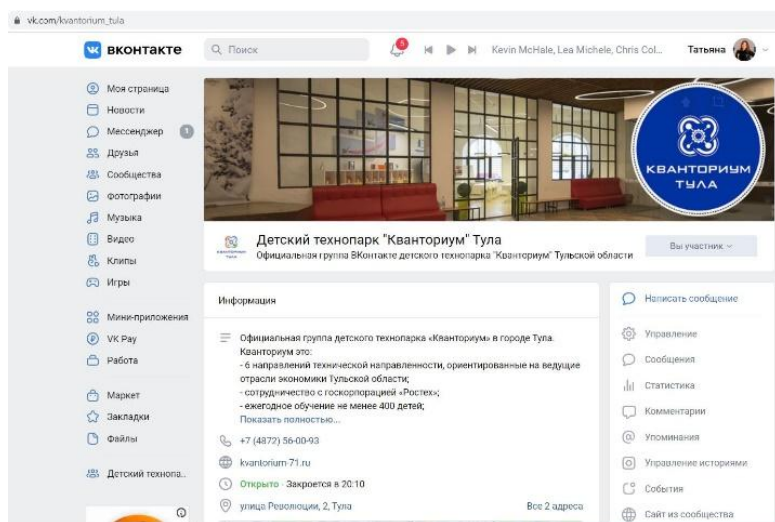 vk.com/kvantorium_tula
вконтакте
Поиск
5
Kevin McHale, Lea Michele, Chris Col...
Татьяна
Моя страница
Новости
Мессенджер 1
Друзья
Сообщества
Фотографии
Музыка
Видео
Клипы
Игры
Мини-приложения
VK Pay
Работа
Маркет
Закладки
Файлы
Детский технопа..
КВАНТОРИУМ
ТУЛА
КВАНТОРИУМ
ТУЛА
Детский технопарк "Кванториум" Тула
Официальная группа ВКонтакте детского технопарка "Кванториум" Тульской области
Вы участник
Информация
Официальная группа детского технопарка «Кванториум» в городе Тула.
Кванториум это:
- 6 направлений технической направленности, ориентированные на ведущие
отрасли экономики Тульской области;
- сотрудничество с госкорпорацией «Ростех»;
- ежегодное обучение не менее 400 детей;
Показать полностью...
+7 (4872) 56-00-93
kvantorium-71.ru
Открыто · Закроется в 20:10
улица Революции, 2, Тула
Все 2 адреса
Написать сообщение
Управление
Сообщения
Статистика
Комментарии
Упоминания
Управление историями
События
Сайт из сообщества